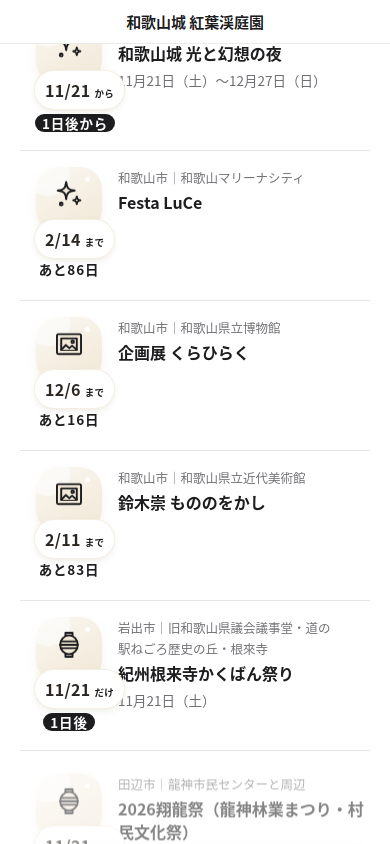 和歌山城 紅葉渓庭園
和歌山城 光と幻想の夜
11月21日（土）〜12月27日（日）
11/21 から
1日後から
和歌山市｜和歌山マリーナシティ
Festa LuCe
2/14 まで
あと86日
和歌山市｜和歌山県立博物館
企画展 くらひらく
12/6 まで
あと16日
和歌山市｜和歌山県立近代美術館
鈴木崇 もののをかし
2/11 まで
あと83日
岩出市｜旧和歌山県議会議事堂・道の
駅ねごろ歴史の丘・根來寺
紀州根来寺かくばん祭り
11月21日（土）
11/21 だけ
1日後
田辺市｜龍神市民センターと周辺
2026翔龍祭（龍神林業まつり・村
民文化祭）